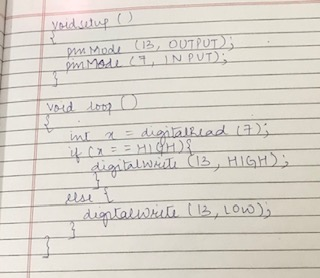 void setup ()
{
pinMode (13, OUTPUT);
pinMode (7, INPUT);
}
void loop ()
{
int x = digitalRead (7);
if (x = = HIGH) {
digitalWrite (13, HIGH);
}
else {
digitalWrite (13, LOW);
}
}